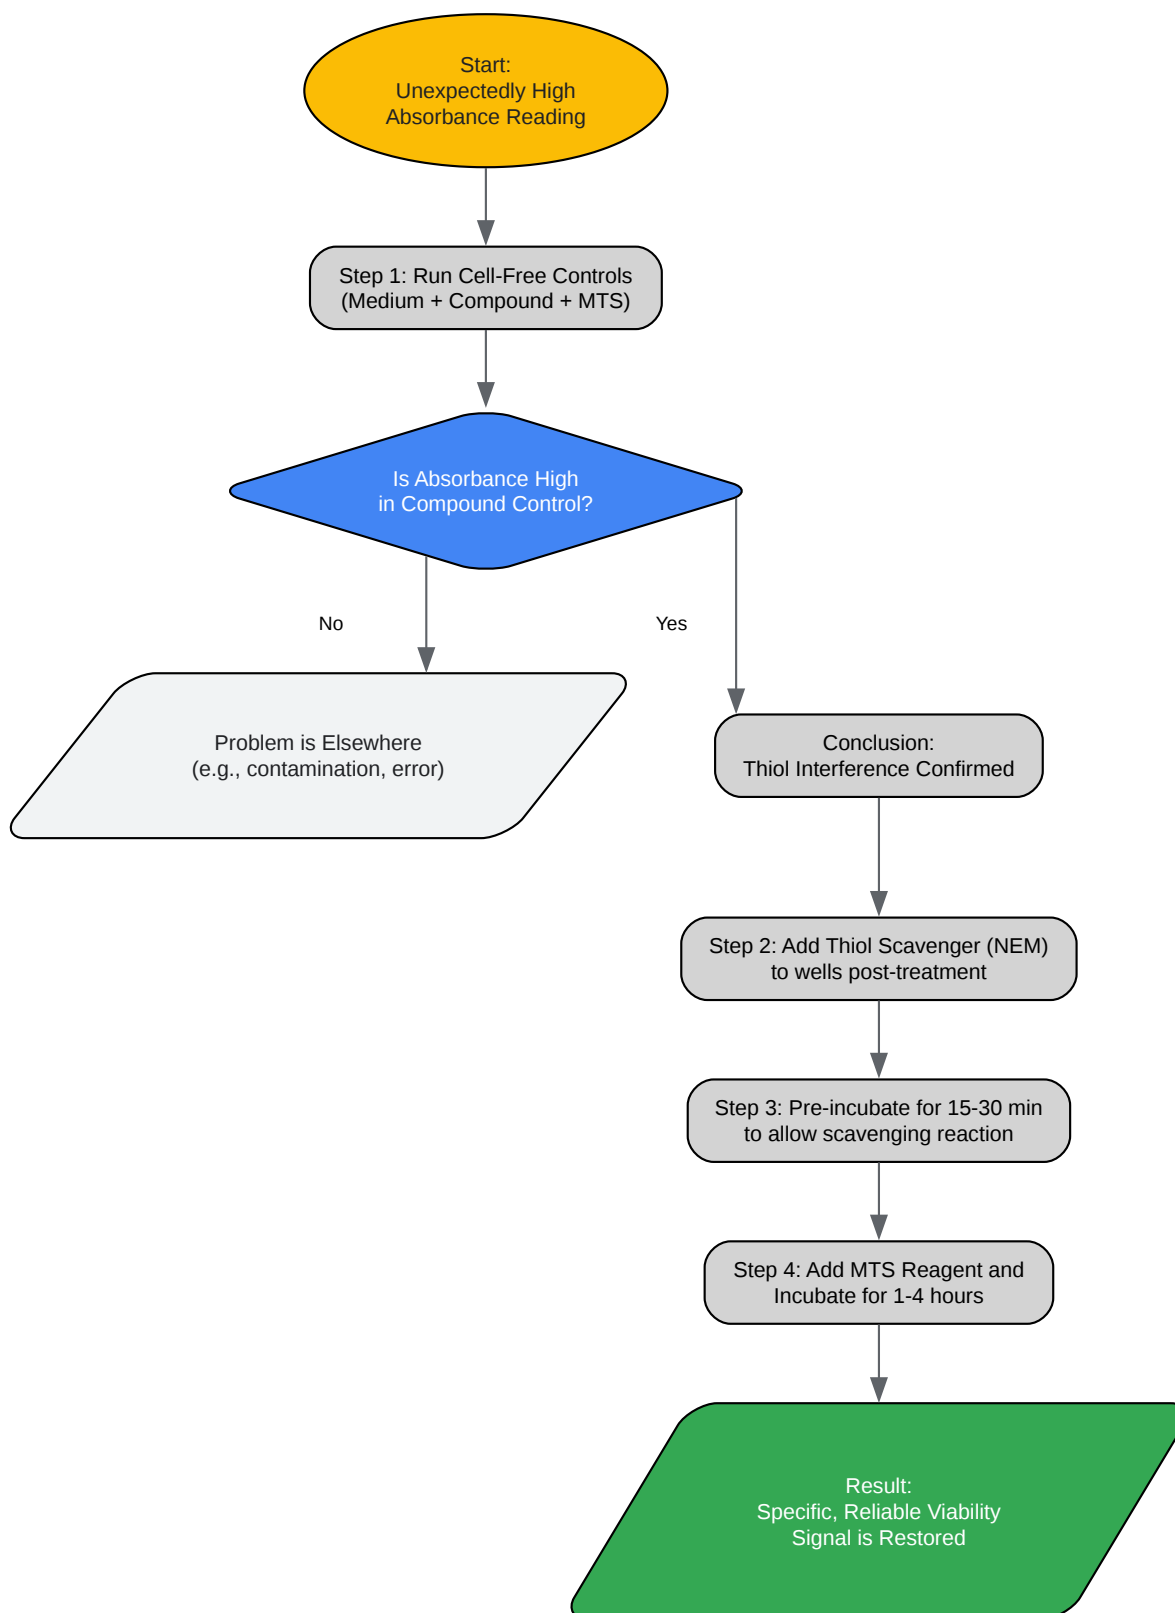 Start:
Unexpectedly High
Absorbance Reading
Step 1: Run Cell-Free Controls
(Medium + Compound + MTS)
Is Absorbance High
in Compound Control?
No
Yes
Problem is Elsewhere
(e.g., contamination, error)
Conclusion:
Thiol Interference Confirmed
Step 2: Add Thiol Scavenger (NEM)
to wells post-treatment
Step 3: Pre-incubate for 15-30 min
to allow scavenging reaction
Step 4: Add MTS Reagent and
Incubate for 1-4 hours
Result:
Specific, Reliable Viability
Signal is Restored